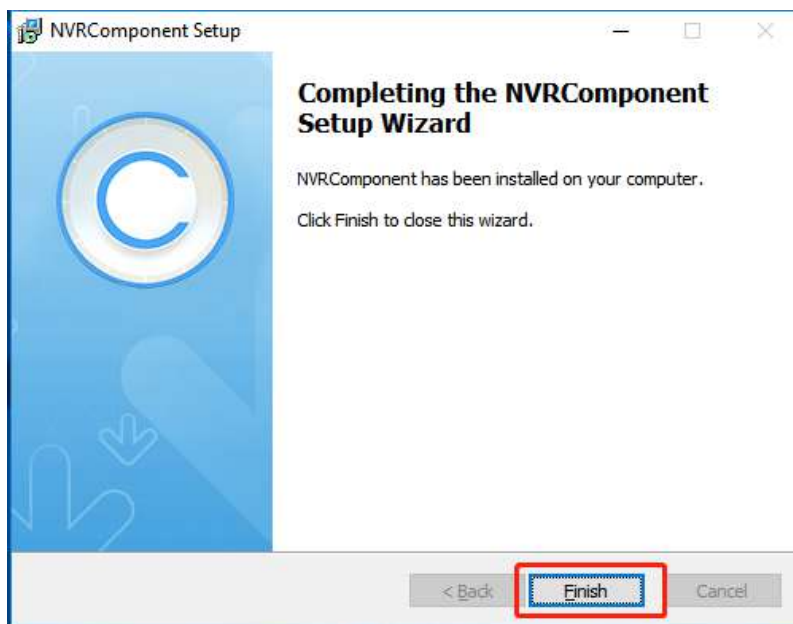 NVRComponent Setup
Completing the NVRComponent
Setup Wizard
NVRComponent has been installed on your computer.
Click Finish to close this wizard.
< Back
Finish
Cancel